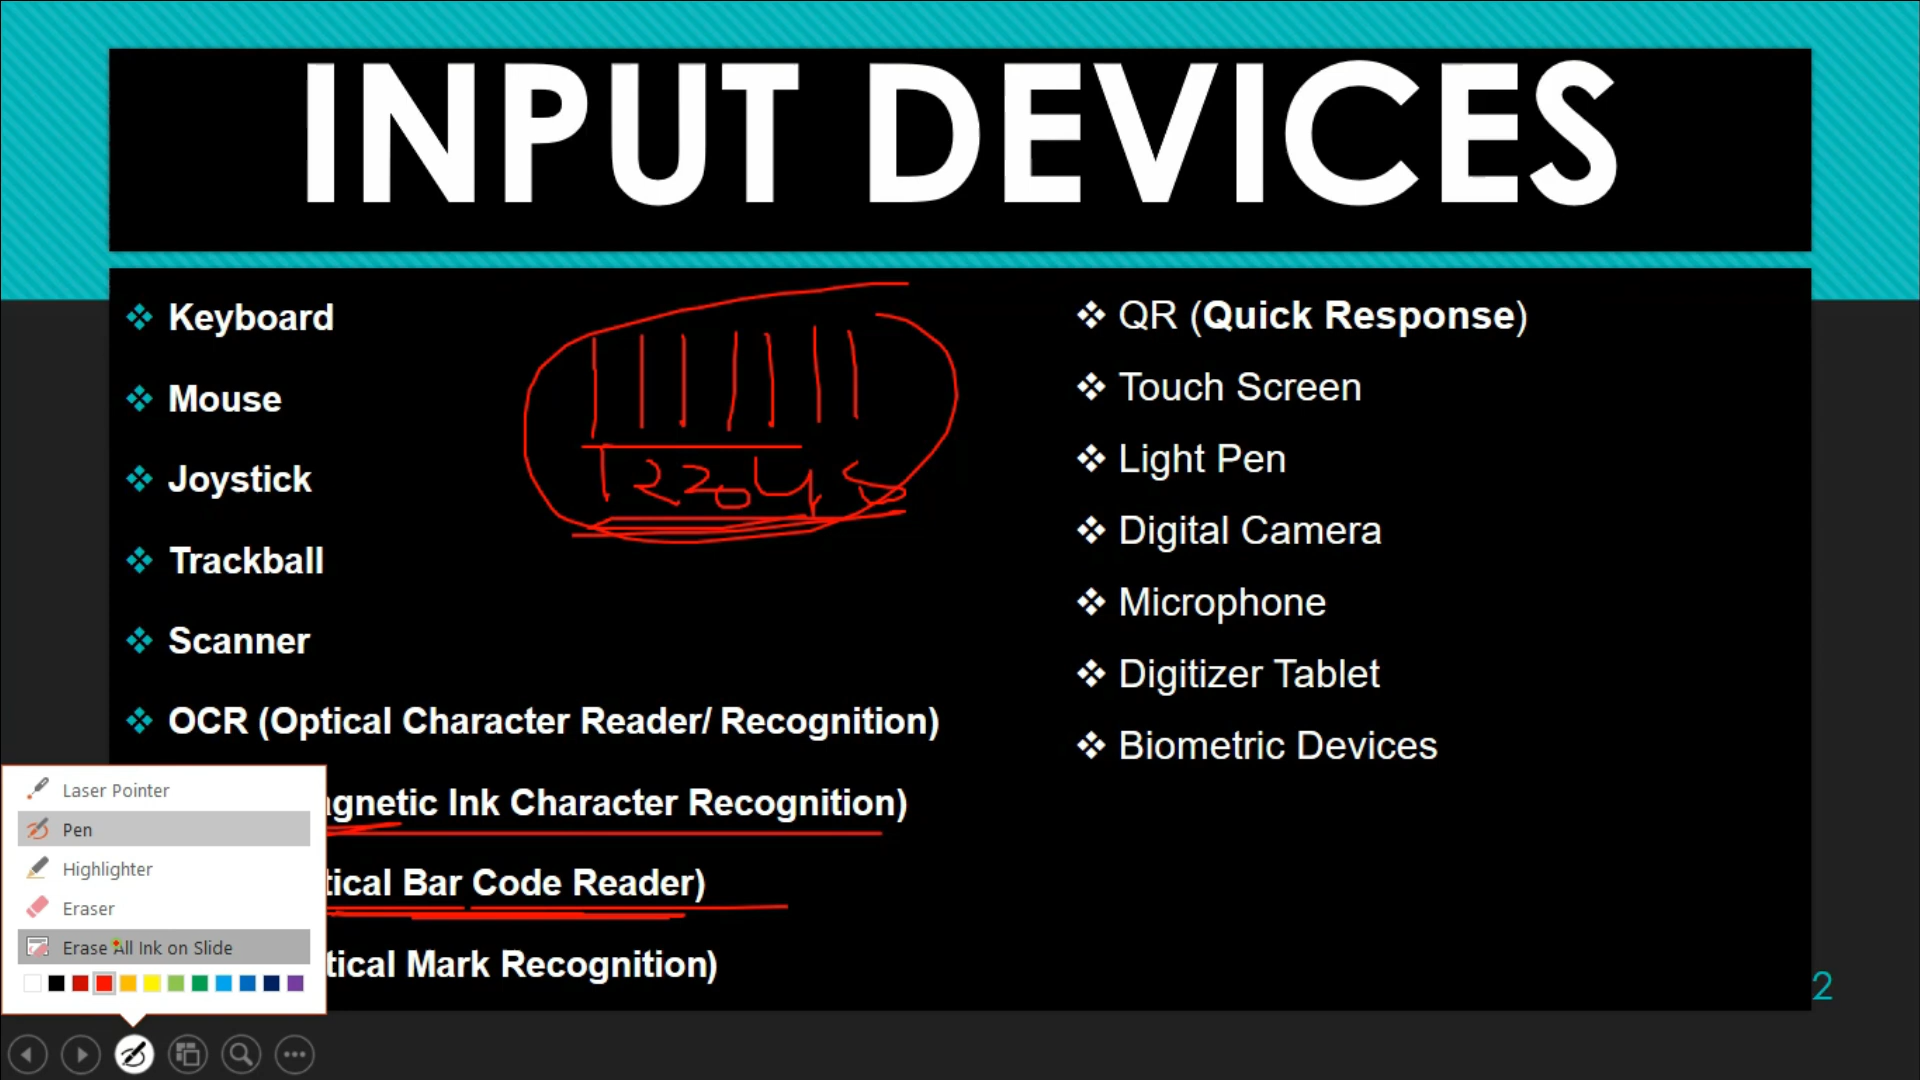 INPUT DEVICES
Keyboard
Mouse
Joystick
Trackball
Scanner
OCR (Optical Character Reader/ Recognition)
agnetic Ink Character Recognition)
tical Bar Code Reader)
tical Mark Recognition)
QR (Quick Response)
Touch Screen
Light Pen
Digital Camera
Microphone
Digitizer Tablet
Biometric Devices
Laser Pointer
Pen
Highlighter
Eraser
Erase All Ink on Slide
2